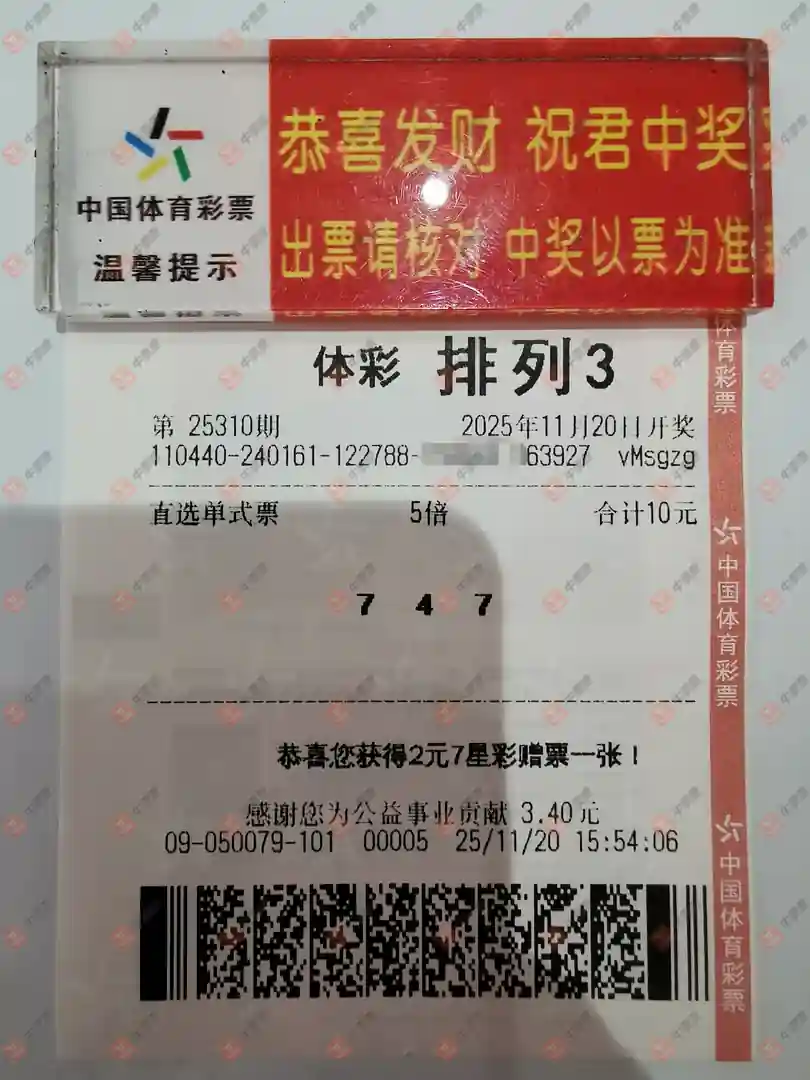 中国体育彩票
温馨提示
恭喜发财 祝君中奖
出票请核对 中奖以票为准
体彩 排列3
第 25310期 2025年11月20日开奖
110440-240161-122788- 63927 vMsgzg
直选单式票 5倍 合计10元
7 4 7
恭喜您获得2元7星彩赠票一张！
感谢您为公益事业贡献 3.40元
09-050079-101 00005 25/11/20 15:54:06
体育彩票
中国体育彩票
中国体育彩票